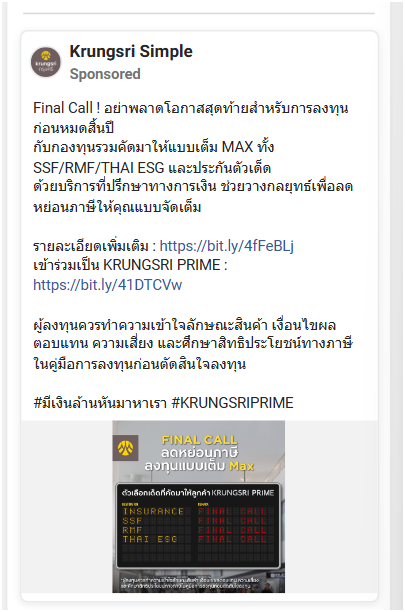 Krungsri Simple
Sponsored
krungsri
กรุงศรี
Final Call ! อย่าพลาดโอกาสสุดท้ายสำหรับการลงทุน
ก่อนหมดสิ้นปี
กับกองทุนรวมคัดมาให้แบบเต็ม MAX ทั้ง
SSF/RMF/THAI ESG และประกันตัวเด็ด
ด้วยบริการที่ปรึกษาทางการเงิน ช่วยวางกลยุทธ์เพื่อลด
หย่อนภาษีให้คุณแบบจัดเต็ม
รายละเอียดเพิ่มเติม : https://bit.ly/4fFeBLj
เข้าร่วมเป็น KRUNGSRI PRIME :
https://bit.ly/41DTCVw
ผู้ลงทุนควรทำความเข้าใจลักษณะสินค้า เงื่อนไขผล
ตอบแทน ความเสี่ยง และศึกษาสิทธิประโยชน์ทางภาษี
ในคู่มือการลงทุนก่อนตัดสินใจลงทุน
#มีเงินล้านหันมาหาเรา #KRUNGSRIPRIME
FINAL CALL
ลดหย่อนภาษี
ลงทุนแบบเต็ม Max
ตัวเลือกเด็ดที่คัดมาให้ลูกค้า KRUNGSRI PRIME
INSURANCE FINAL CALL
SSF FINAL CALL
RMF FINAL CALL
THAI ESG FINAL CALL